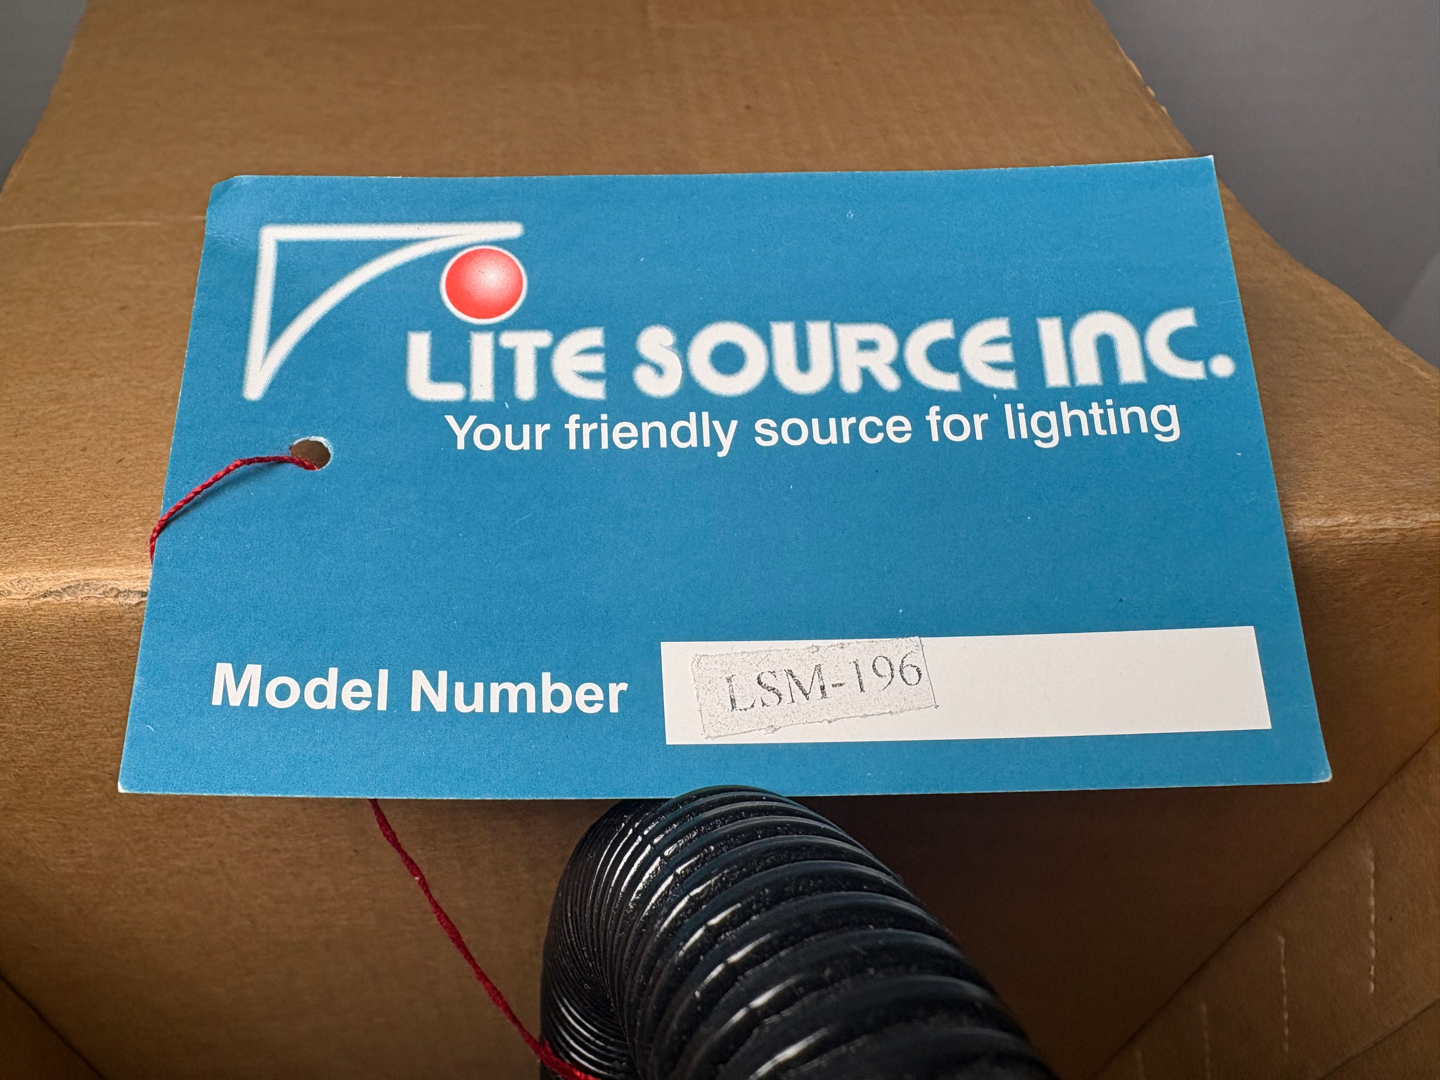 LITE SOURCE INC.
Your friendly source for lighting
Model Number LSM-196